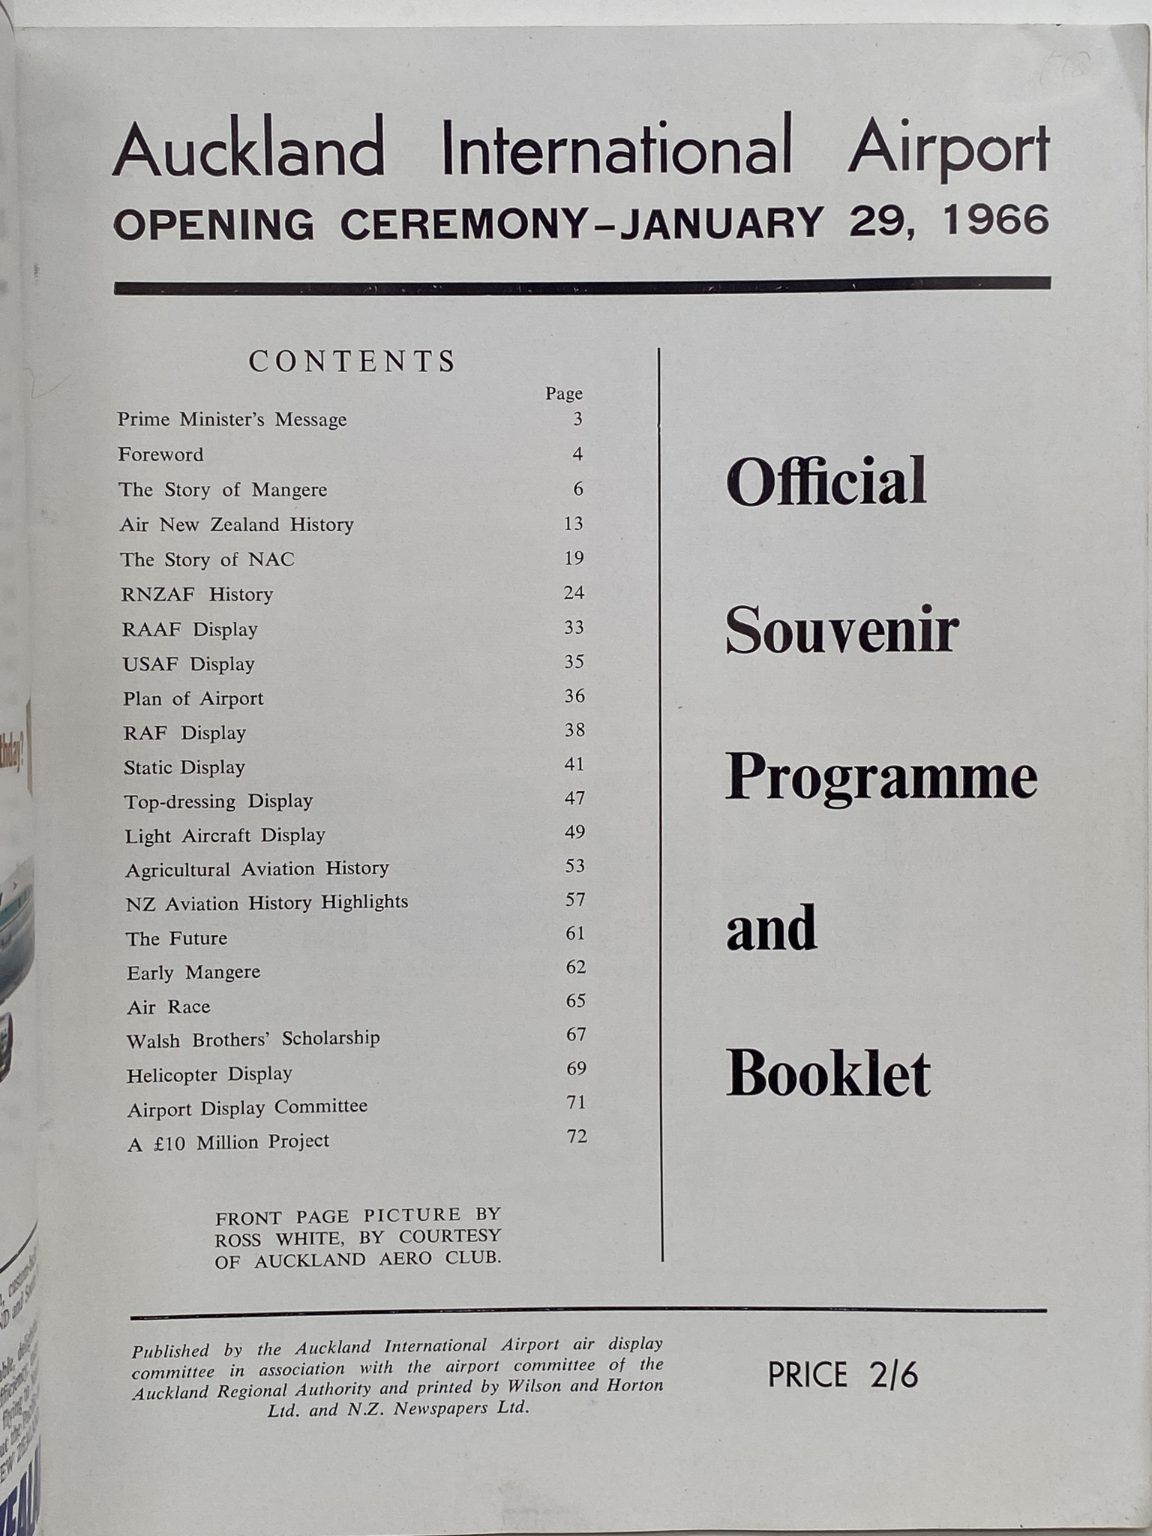 Auckland International Airport
OPENING CEREMONY–JANUARY 29, 1966
CONTENTS
Page
Prime Minister's Message 3
Foreword 4
The Story of Mangere 6
Air New Zealand History 13
The Story of NAC 19
RNZAF History 24
RAAF Display 33
USAF Display 35
Plan of Airport 36
RAF Display 38
Static Display 41
Top-dressing Display 47
Light Aircraft Display 49
Agricultural Aviation History 53
NZ Aviation History Highlights 57
The Future 61
Early Mangere 62
Air Race 65
Walsh Brothers' Scholarship 67
Helicopter Display 69
Airport Display Committee 71
A £10 Million Project 72
FRONT PAGE PICTURE BY
ROSS WHITE, BY COURTESY
OF AUCKLAND AERO CLUB.
Official
Souvenir
Programme
and
Booklet
Published by the Auckland International Airport air display
committee in association with the airport committee of the
Auckland Regional Authority and printed by Wilson and Horton
Ltd. and N.Z. Newspapers Ltd.
PRICE 2/6